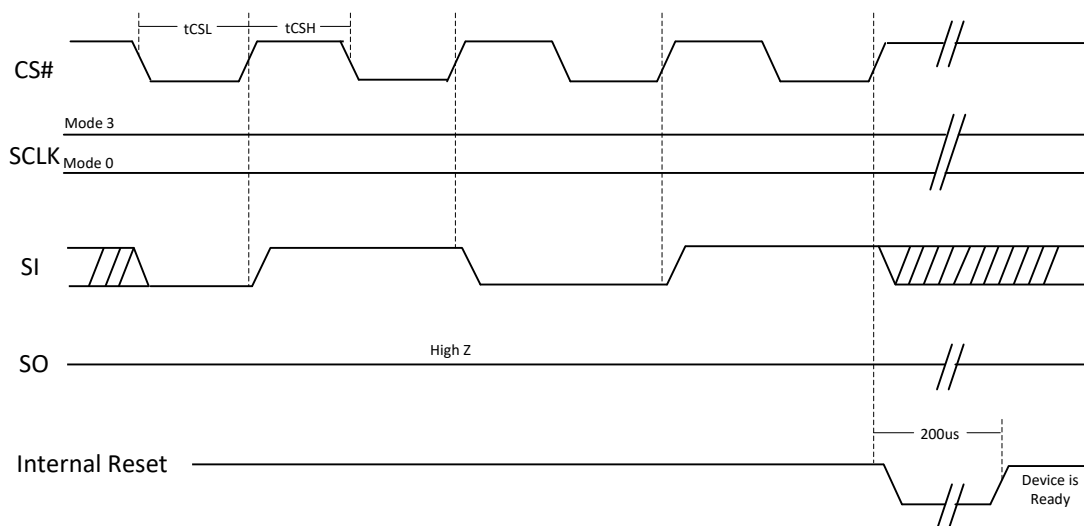 tCSL
tCSH
CS#
Mode 3
SCLK
Mode 0
SI
High Z
SO
200us
Internal Reset
Device is
Ready